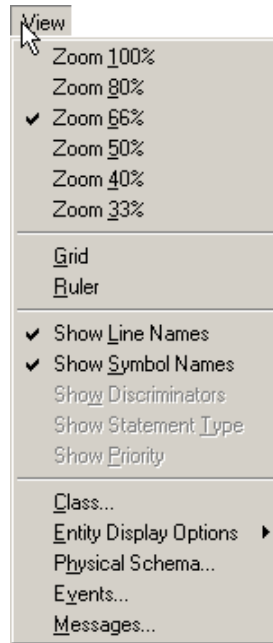 View
Zoom 100%
Zoom 80%
Zoom 66%
Zoom 50%
Zoom 40%
Zoom 33%
Grid
Ruler
Show Line Names
Show Symbol Names
Show Discriminators
Show Statement Type
Show Priority
Class...
Entity Display Options
Physical Schema...
Events...
Messages...